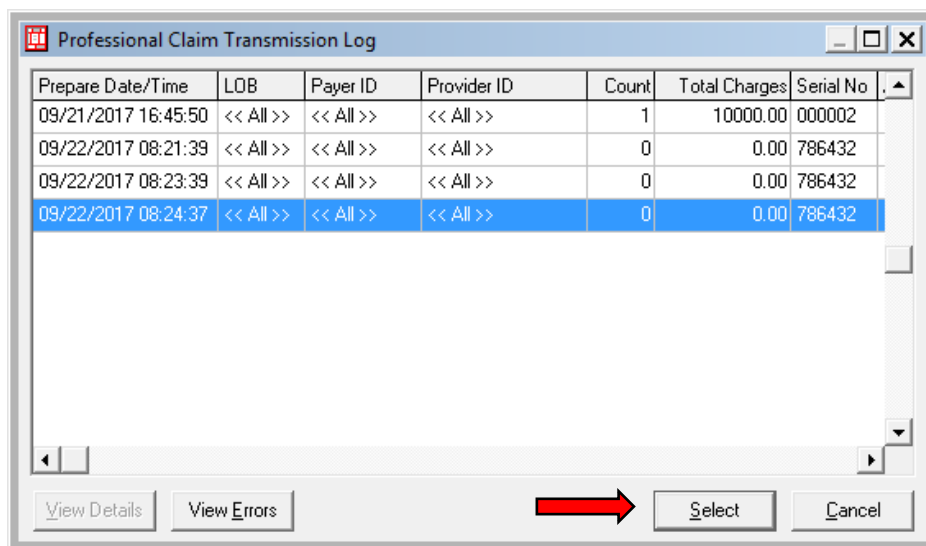 Professional Claim Transmission Log
Prepare Date/Time LOB Payer ID Provider ID Count Total Charges Serial No
09/21/2017 16:45:50 << All >> << All >> << All >> 1 10000.00 000002
09/22/2017 08:21:39 << All >> << All >> << All >> 0 0.00 786432
09/22/2017 08:23:39 << All >> << All >> << All >> 0 0.00 786432
09/22/2017 08:24:37 << All >> << All >> << All >> 0 0.00 786432
View Details View Errors Select Cancel